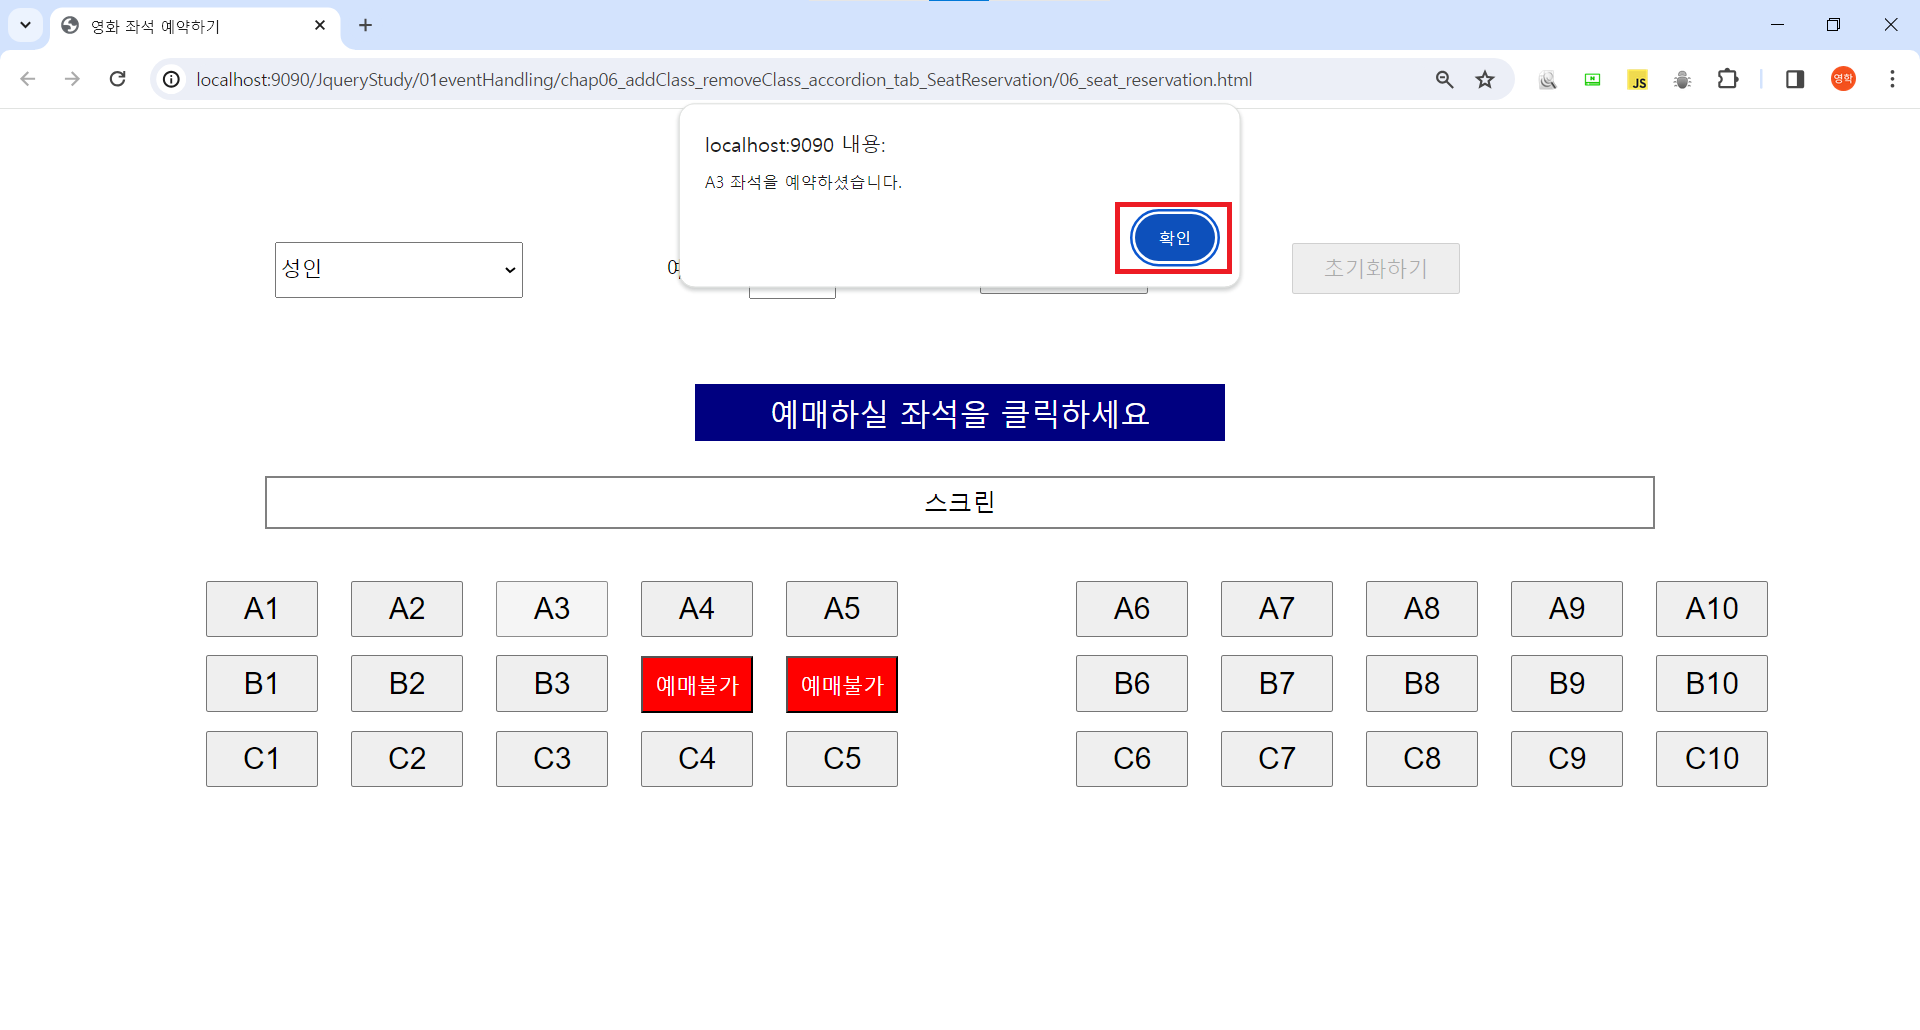 영화 좌석 예약하기
localhost:9090/JqueryStudy/01eventHandling/chap06_addClass_removeClass_accordion_tab_SeatReservation/06_seat_reservation.html
JS
영학
localhost:9090 내용:
A3 좌석을 예약하셨습니다.
확인
성인
초기화하기
예매하실 좌석을 클릭하세요
스크린
A1 A2 A3 A4 A5 A6 A7 A8 A9 A10
B1 B2 B3 예매불가 예매불가 B6 B7 B8 B9 B10
C1 C2 C3 C4 C5 C6 C7 C8 C9 C10